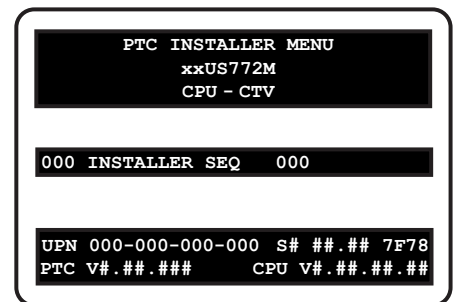 PTC INSTALLER MENU
xxUS772M
CPU – CTV
000 INSTALLER SEQ 000
UPN 000-000-000-000 S# ##.## 7F78
PTC V#.##.### CPU V#.##.##.##